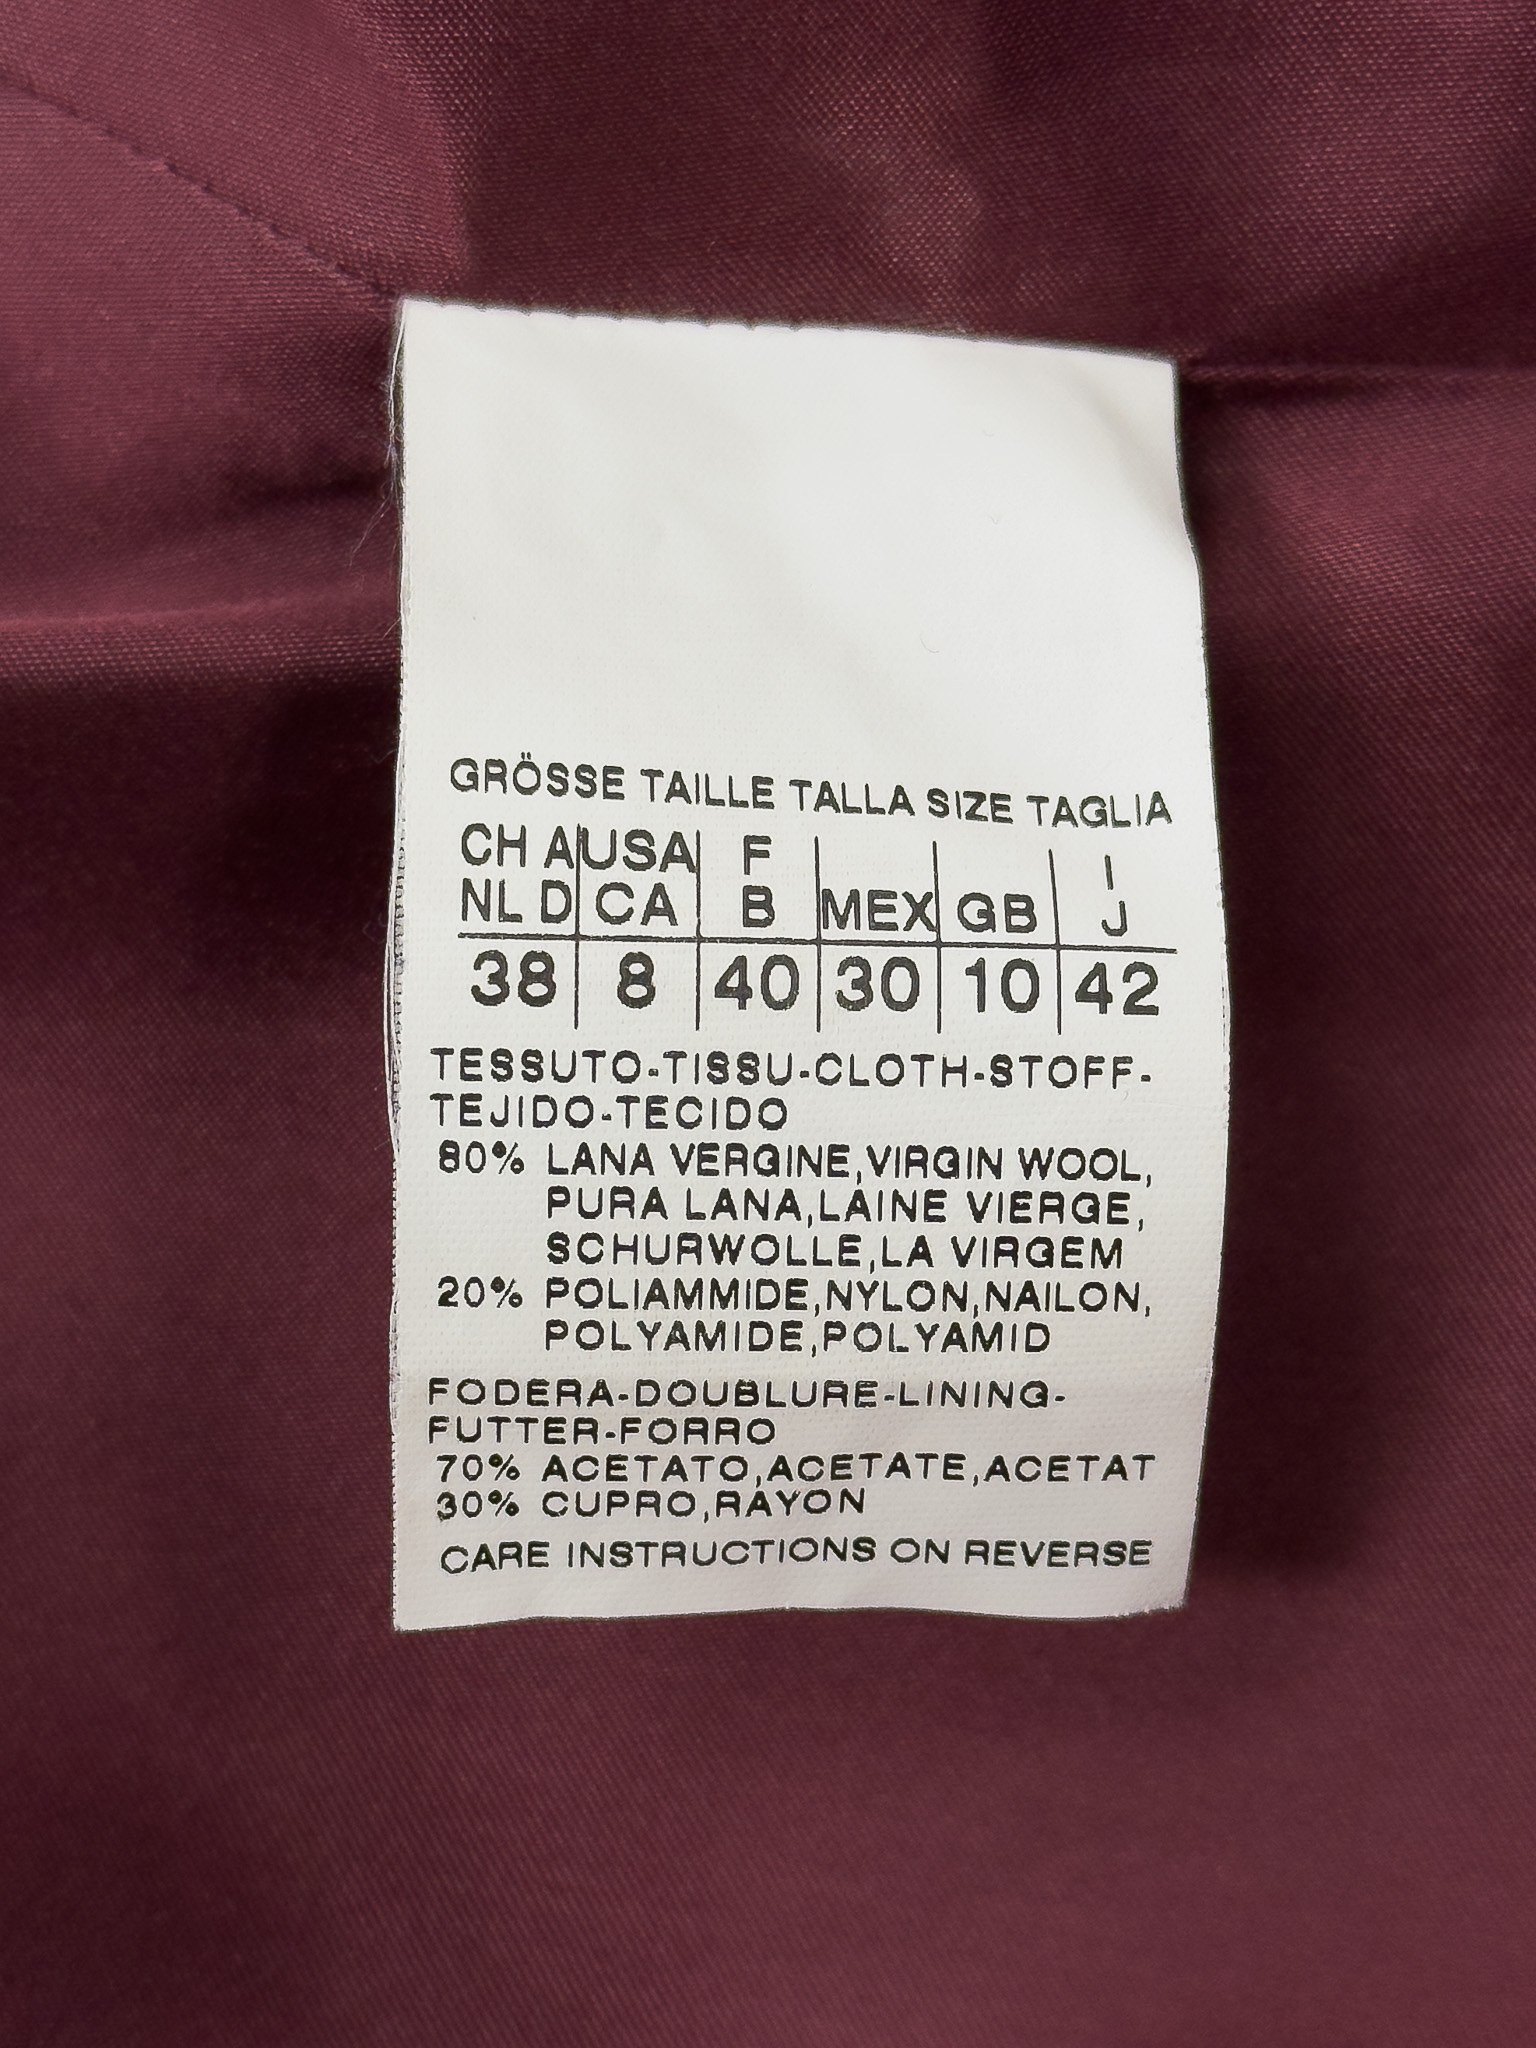 GRÖSSE TAILLE TALLA SIZE TAGLIA
CH A USA F I
NL D CA B MEX GB J
38 8 40 30 10 42
TESSUTO-TISSU-CLOTH-STOFF-
TEJIDO-TECIDO
80% LANA VERGINE,VIRGIN WOOL,
PURA LANA,LAINE VIERGE,
SCHURWOLLE,LA VIRGEM
20% POLIAMMIDE,NYLON,NAILON,
POLYAMIDE,POLYAMID
FODERA-DOUBLURE-LINING-
FUTTER-FORRO
70% ACETATO,ACETATE,ACETAT
30% CUPRO,RAYON
CARE INSTRUCTIONS ON REVERSE